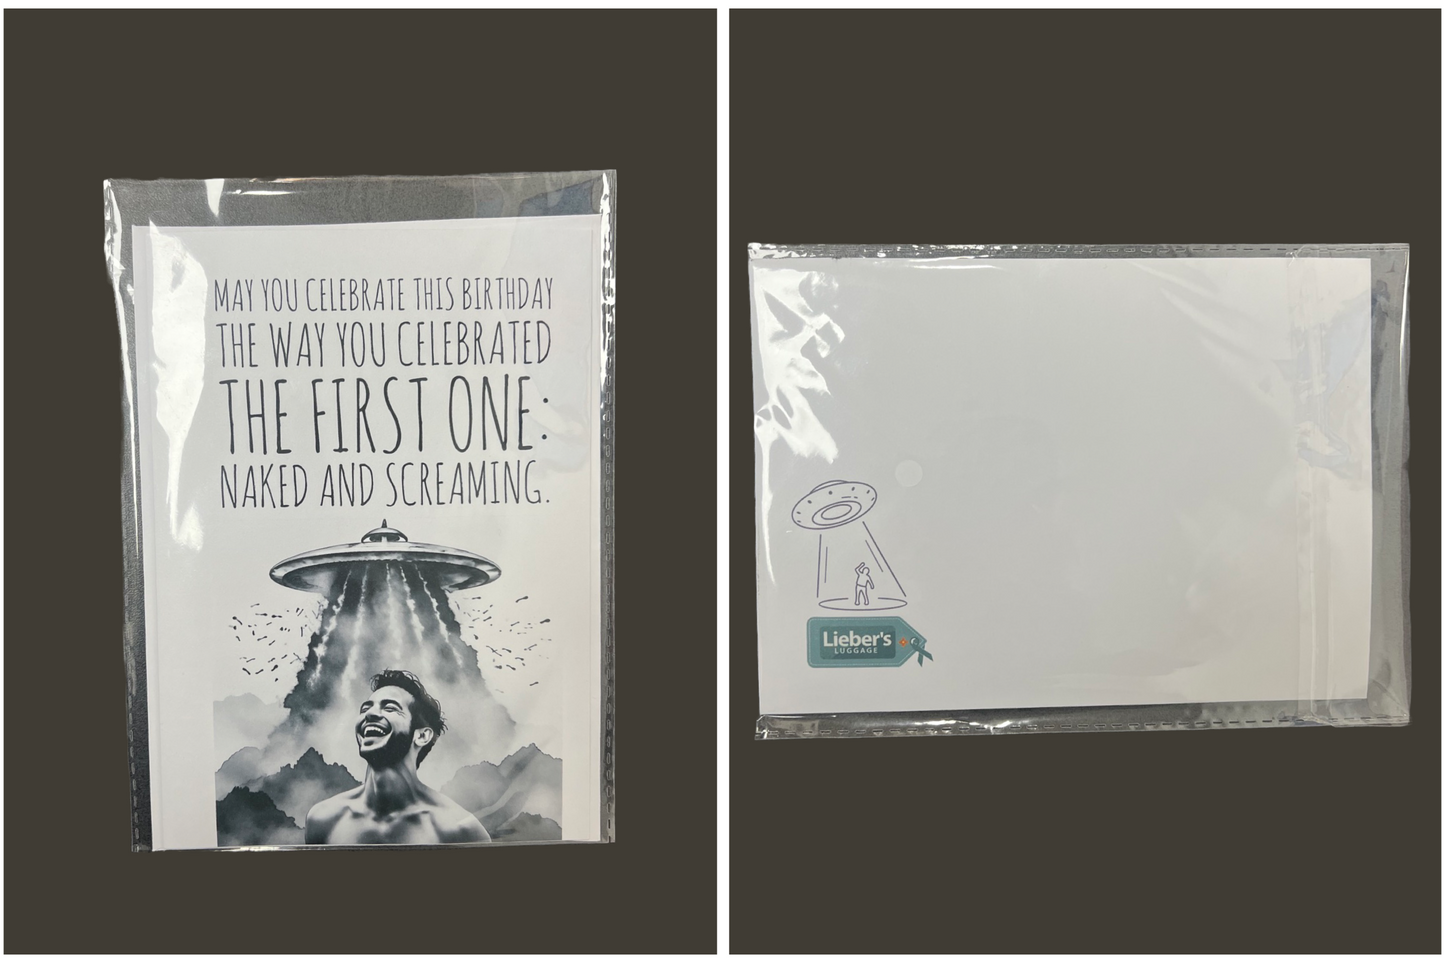 MAY YOU CELEBRATE THIS BIRTHDAY
THE WAY YOU CELEBRATED
THE FIRST ONE:
NAKED AND SCREAMING.
Lieber's
LUGGAGE